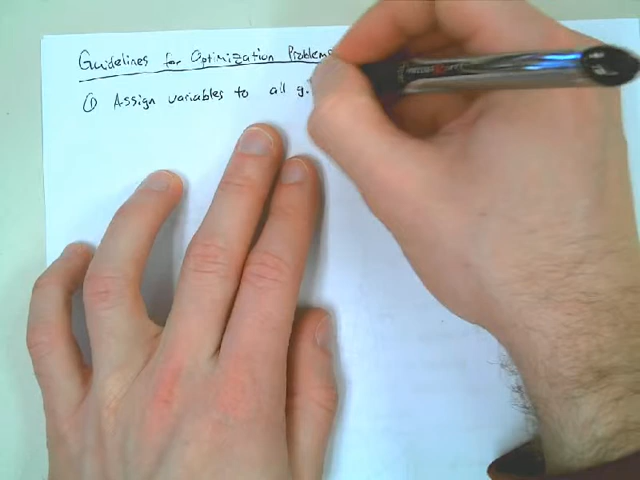 Guidelines for Optimization Problems
① Assign variables to all g.